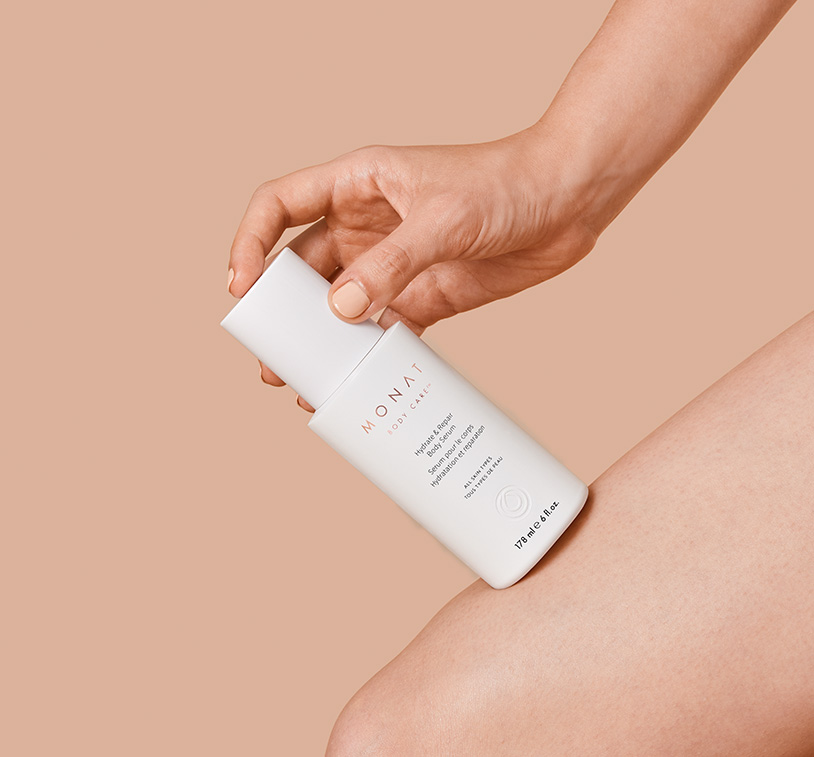 MONAT
BODY CARE™
Hydrate & Repair
Body Serum
Serum pour le corps
Hydratation et réparation
ALL SKIN TYPES
TOUS TYPES DE PEAU
178 ml ℮ 6 fl.oz.